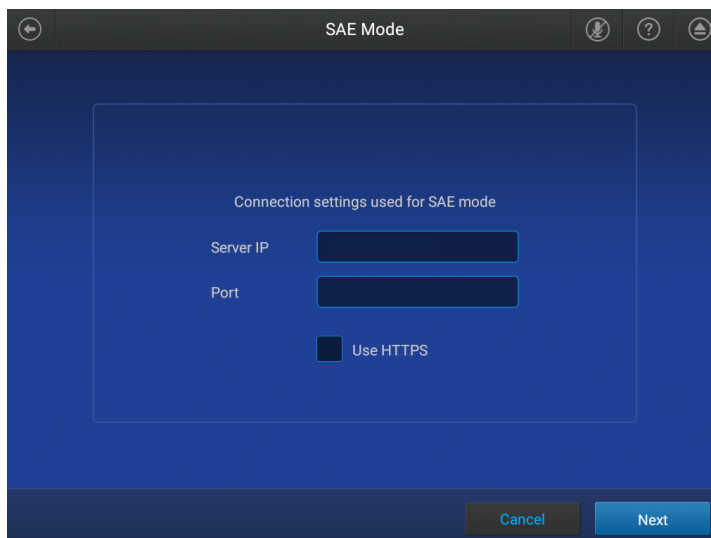 SAE Mode
?
Connection settings used for SAE mode
Server IP
Port
Use HTTPS
Cancel
Next